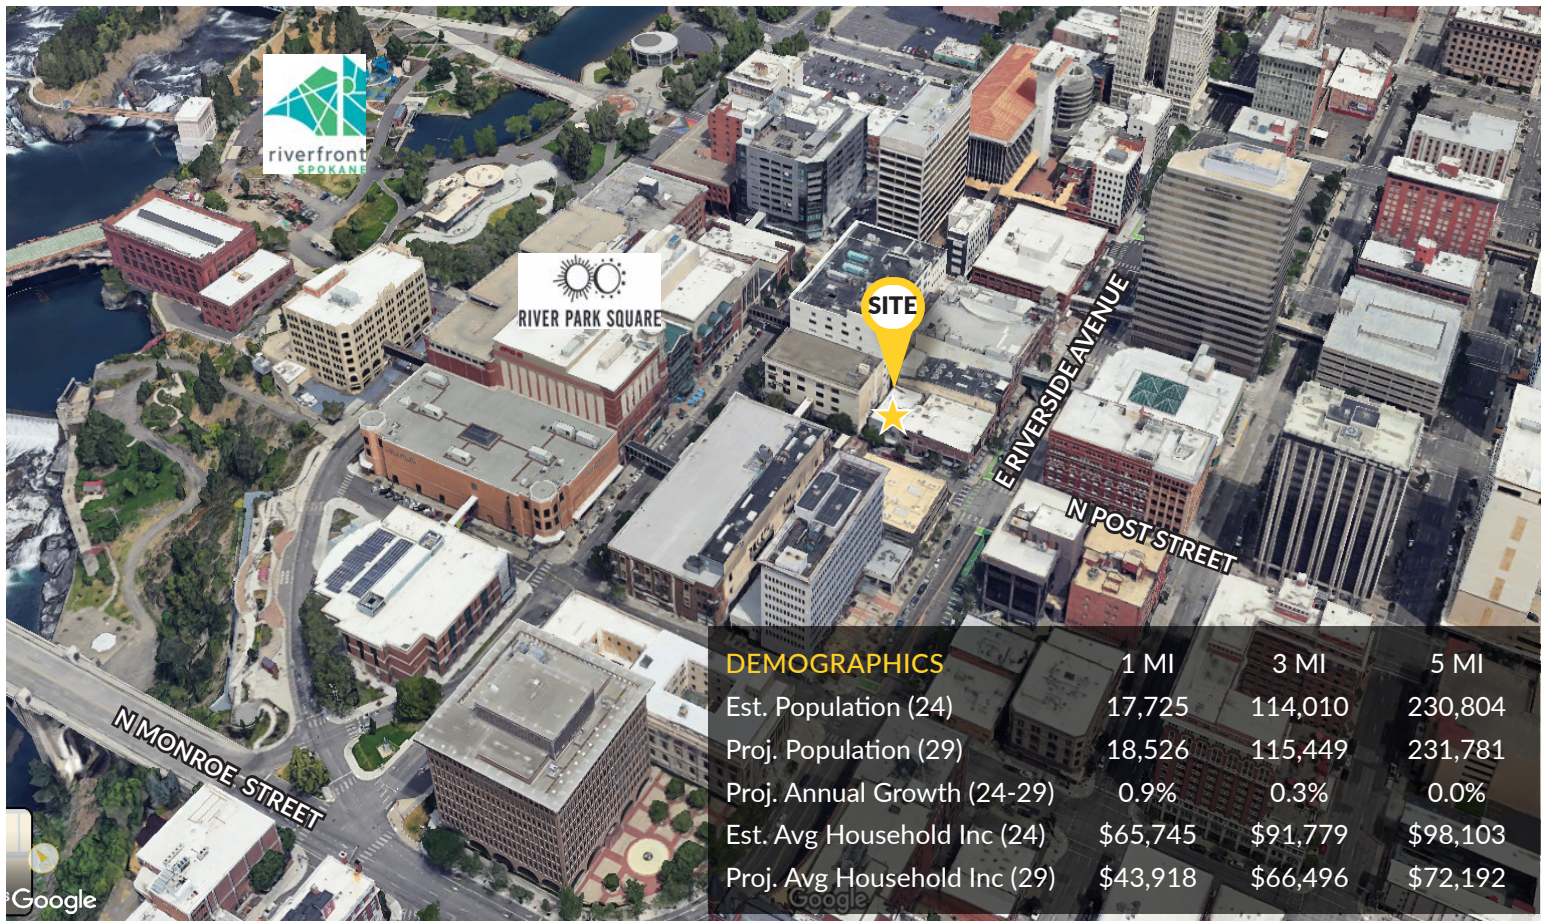 riverfront
SPOKANE
RIVER PARK SQUARE
SITE
E RIVERSIDE AVENUE
N POST STREET
N MONROE STREET
DEMOGRAPHICS 1 MI 3 MI 5 MI
Est. Population (24) 17,725 114,010 230,804
Proj. Population (29) 18,526 115,449 231,781
Proj. Annual Growth (24-29) 0.9% 0.3% 0.0%
Est. Avg Household Inc (24) $65,745 $91,779 $98,103
Proj. Avg Household Inc (29) $43,918 $66,496 $72,192
Google
Google